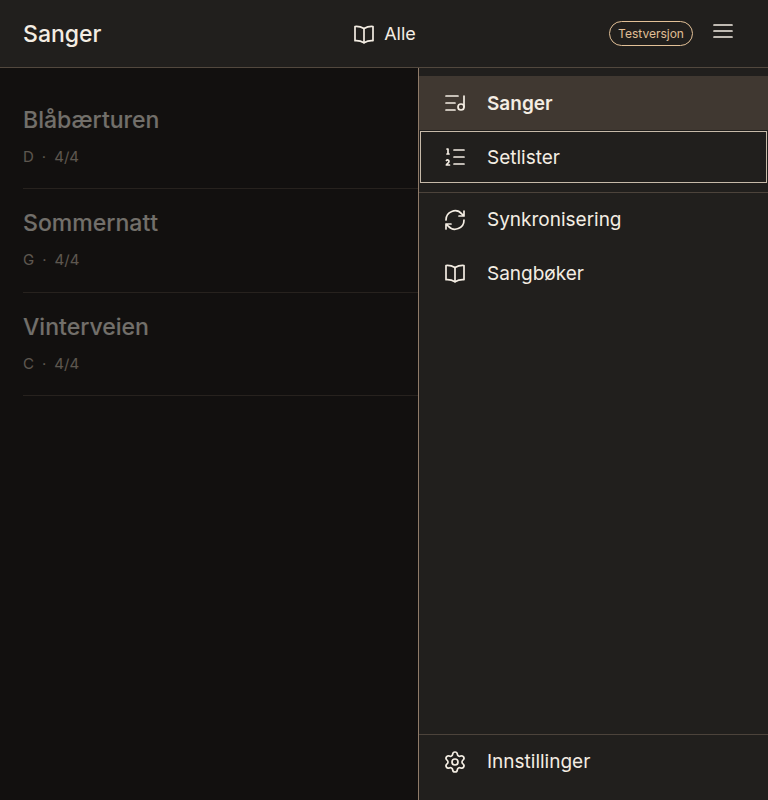 Sanger
Alle
Testversjon
Blåbærturen
D · 4/4
Sommernatt
G · 4/4
Vinterveien
C · 4/4
Sanger
Setlister
Synkronisering
Sangbøker
Innstillinger